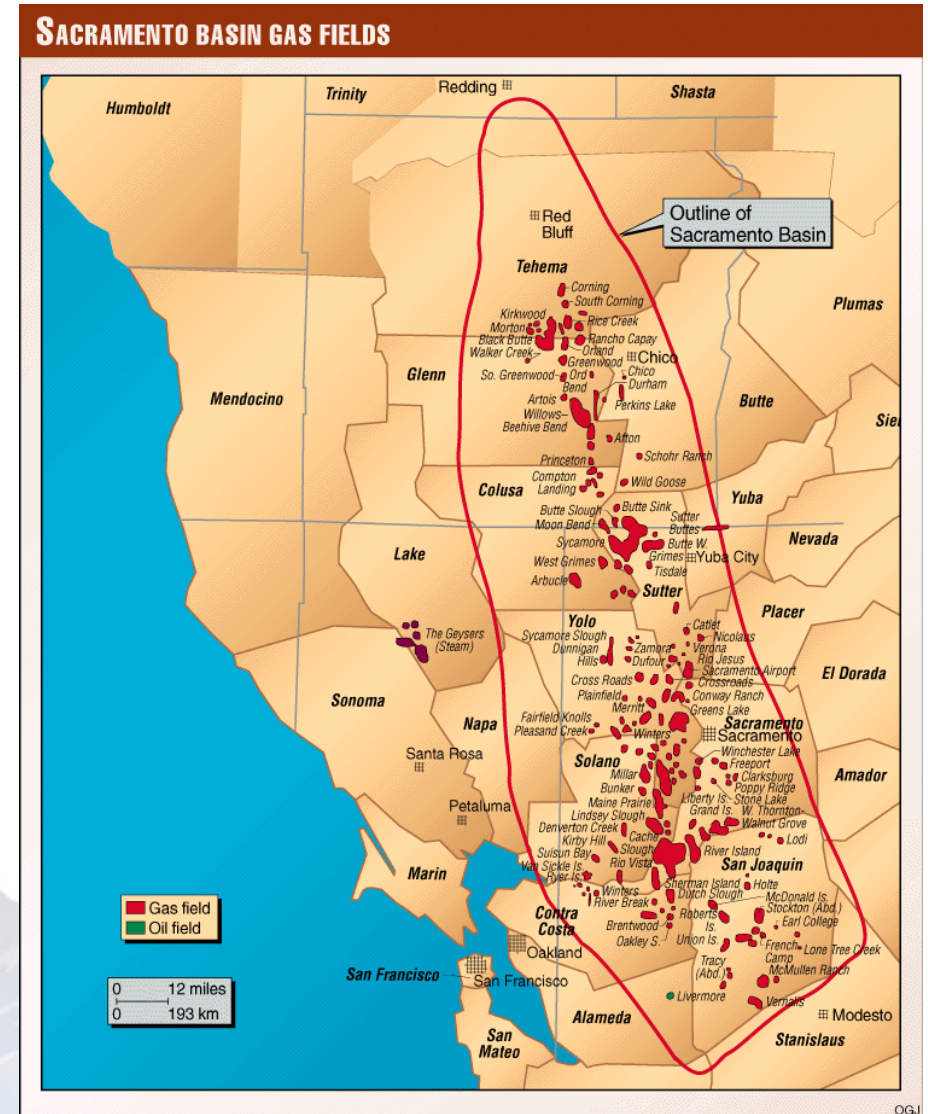 SACRAMENTO BASIN GAS FIELDS
Redding
Humboldt
Trinity
Shasta
Red
Bluff
Outline of
Sacramento Basin
Tehema
Corning
South Corning
Plumas
Kirkwood
Rice Creek
Morton
Black Butte
Rancho Capay
Walker Creek
Orland
Greenwood
Chico
Glenn
So. Greenwood
Ord
Bend
Chico
Durham
Mendocino
Artois
Perkins Lake
Butte
Willows-
Beehive Bend
Sie
Afton
Princeton
Schohr Ranch
Compton
Landing
Wild Goose
Colusa
Yuba
Butte Slough
Butte Sink
Sutter
Buttes
Moon Bend
Nevada
Sycamore
Butte W.
Lake
West Grimes
Grimes
Yuba City
Tisdale
Arbucle
Sutter
Placer
Yolo
Catlet
Sycamore Slough
Nicolaus
The Geysers
(Steam)
Dunnigan
Hills
Zamora
Verona
Dufour
Rio Jesus
Sacramento Airport
El Dorada
Cross Roads
Crossroads
Sonoma
Plainfield
Conway Ranch
Merritt
Greens Lake
Napa
Fairfield Knolls
Sacramento
Pleasand Creek
Winters
Sacramento
Santa Rosa
Solano
Winchester Lake
Freeport
Millar
Clarksburg
Amador
Bunker
Poppy Ridge
Petaluma
Maine Prairie
Liberty Is.
Stone Lake
Grand Is.
W. Thornton-
Walnut Grove
Lindsey Slough
Denverton Creek
Cache
Slough
Lodi
Kirby Hill
Suisun Bay
River Island
Rio Vista
San Joaquin
Van Sickle Is.
Marin
Ryer Is.
Sherman Island
Holte
Winters
Dutch Slough
McDonald Is.
River Break
Stockton (Abd.)
Gas field
Oil field
Contra
Costa
Roberts
Is.
Earl College
Brentwood
Oakley S.
Union Is.
French
Camp
Lone Tree Creek
Oakland
Tracy
(Abd.)
McMullen Ranch
San Francisco
San Francisco
0 12 miles
0 193 km
Livermore
Vernalis
Alameda
Modesto
San
Mateo
Stanislaus
OGJ